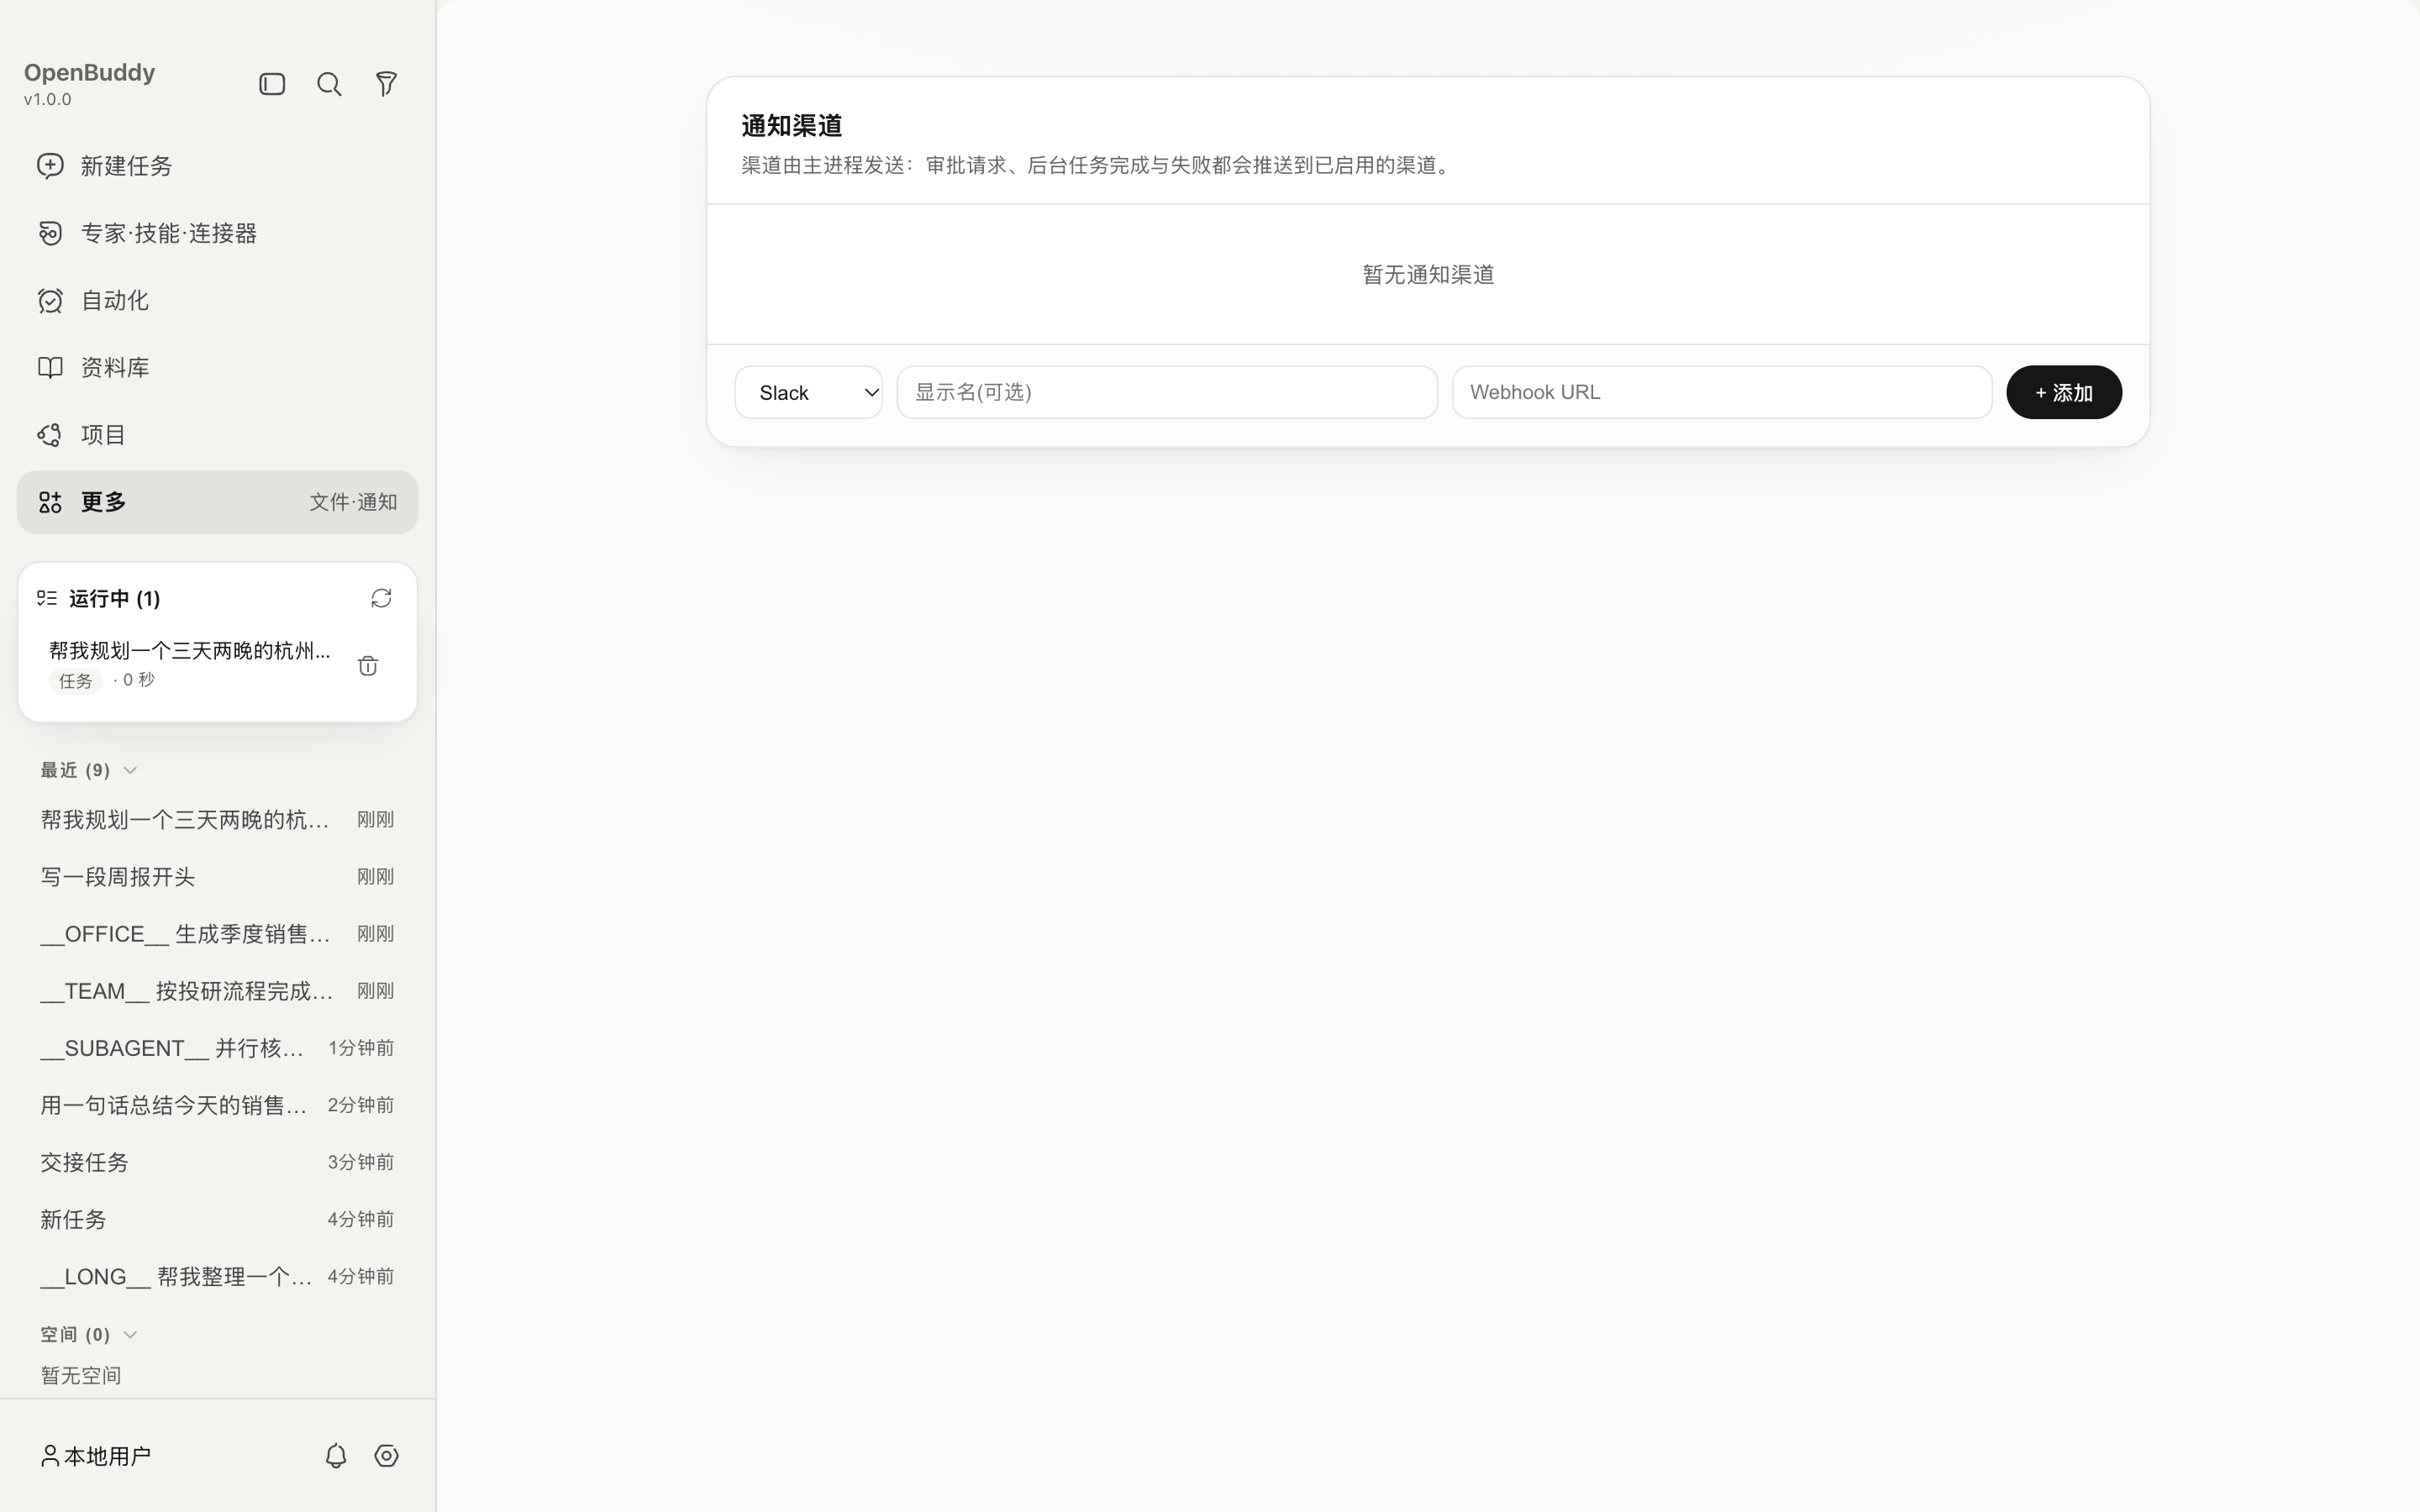 OpenBuddy
v1.0.0
新建任务
专家·技能·连接器
自动化
资料库
项目
更多 文件·通知
运行中 (1)
帮我规划一个三天两晚的杭州...
任务 · 0 秒
最近 (9)
帮我规划一个三天两晚的杭... 刚刚
写一段周报开头 刚刚
__OFFICE__ 生成季度销售... 刚刚
__TEAM__ 按投研流程完成... 刚刚
__SUBAGENT__ 并行核... 1分钟前
用一句话总结今天的销售... 2分钟前
交接任务 3分钟前
新任务 4分钟前
__LONG__ 帮我整理一个... 4分钟前
空间 (0)
暂无空间
本地用户
通知渠道
渠道由主进程发送：审批请求、后台任务完成与失败都会推送到已启用的渠道。
暂无通知渠道
Slack 显示名(可选) Webhook URL + 添加